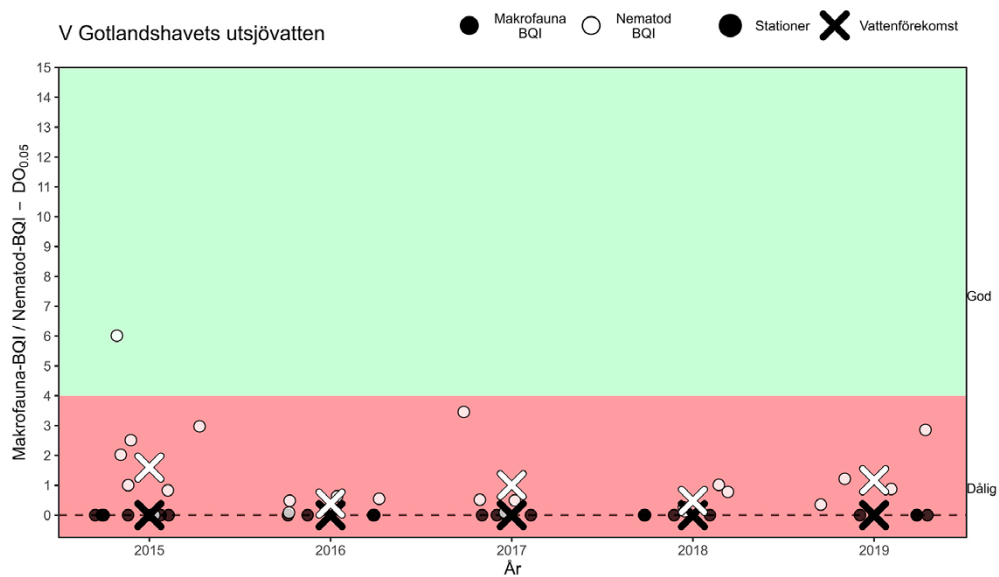 V Gotlandshavets utsjövatten
Makrofauna
BQI
Nematod
BQI
Stationer
Vattenförekomst
Makrofauna-BQI / Nematod-BQI − DO0.05
15
14
13
12
11
10
9
8
7
6
5
4
3
2
1
0
God
Dålig
2015 2016 2017 2018 2019
År